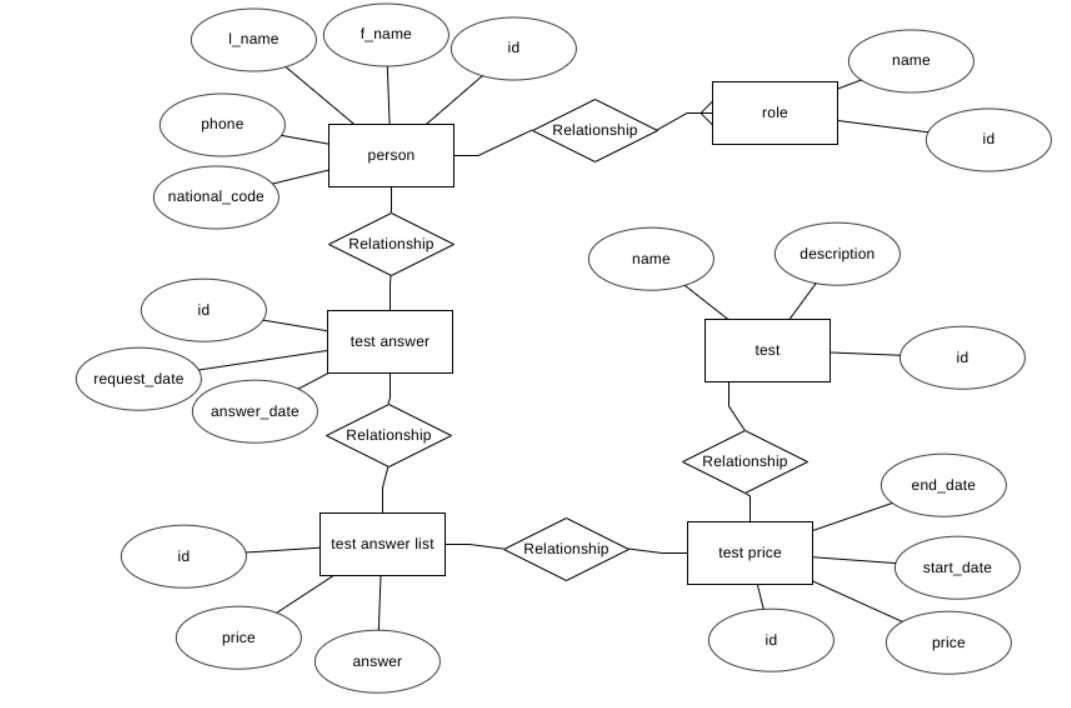 l_name
f_name
id
name
phone
Relationship
role
person
id
national_code
Relationship
name
description
id
test answer
test
id
request_date
answer_date
Relationship
Relationship
end_date
id
test answer list
Relationship
test price
start_date
price
answer
id
price